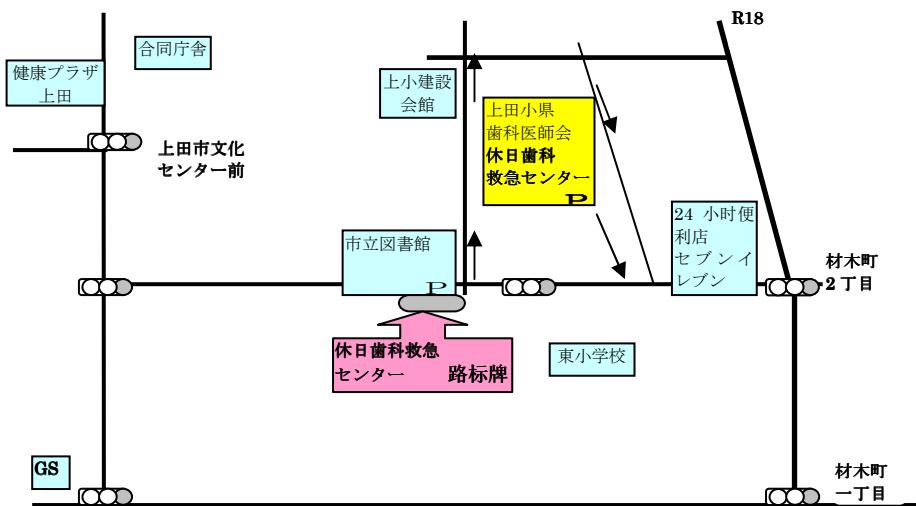 R18
合同庁舎
健康プラザ
上田
上小建設
会館
上田小県
歯科医師会
休日歯科
救急センター
P
上田市文化
センター前
24 小时便
利店
セブンイ
レブン
市立図書館
P
材木町
2丁目
休日歯科救急
センター 路标牌
東小学校
GS
材木町
一丁目